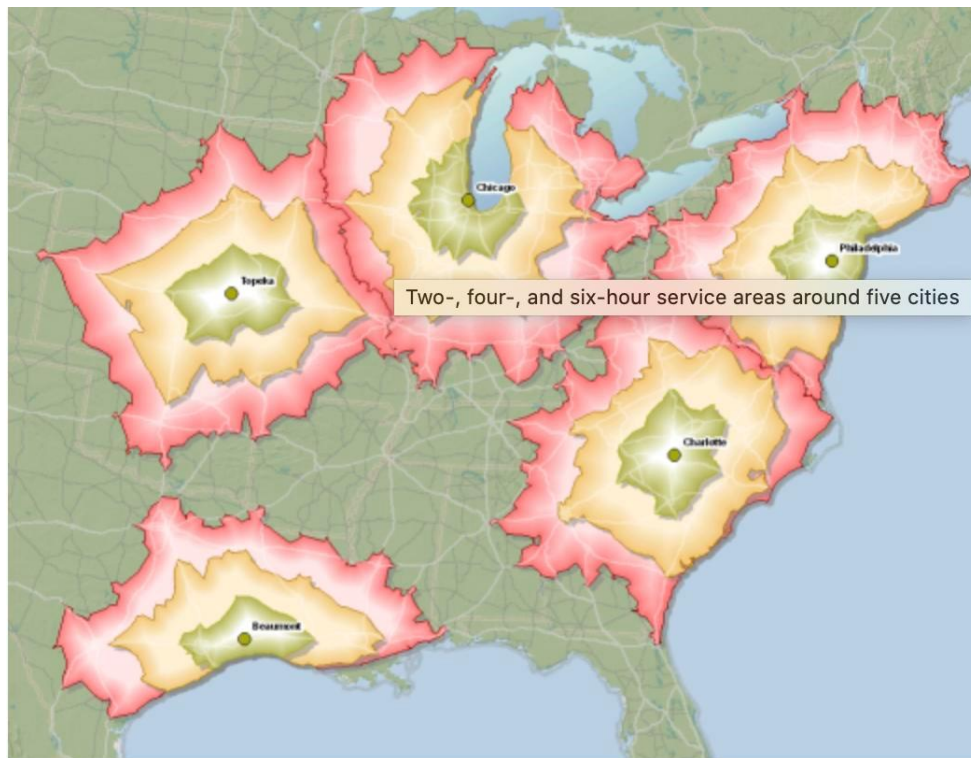 Chicago
Philadelphia
Topeka
Two-, four-, and six-hour service areas around five cities
Charlotte
Beaumont